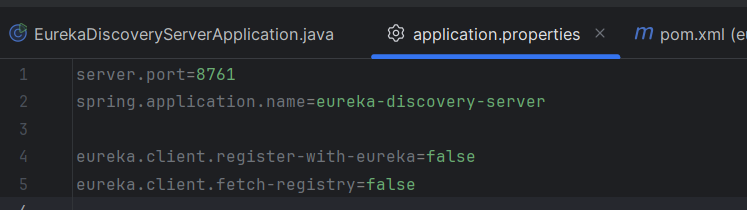 EurekaDiscoveryServerApplication.java application.properties pom.xml (e
1 server.port=8761
2 spring.application.name=eureka-discovery-server
3
4 eureka.client.register-with-eureka=false
5 eureka.client.fetch-registry=false